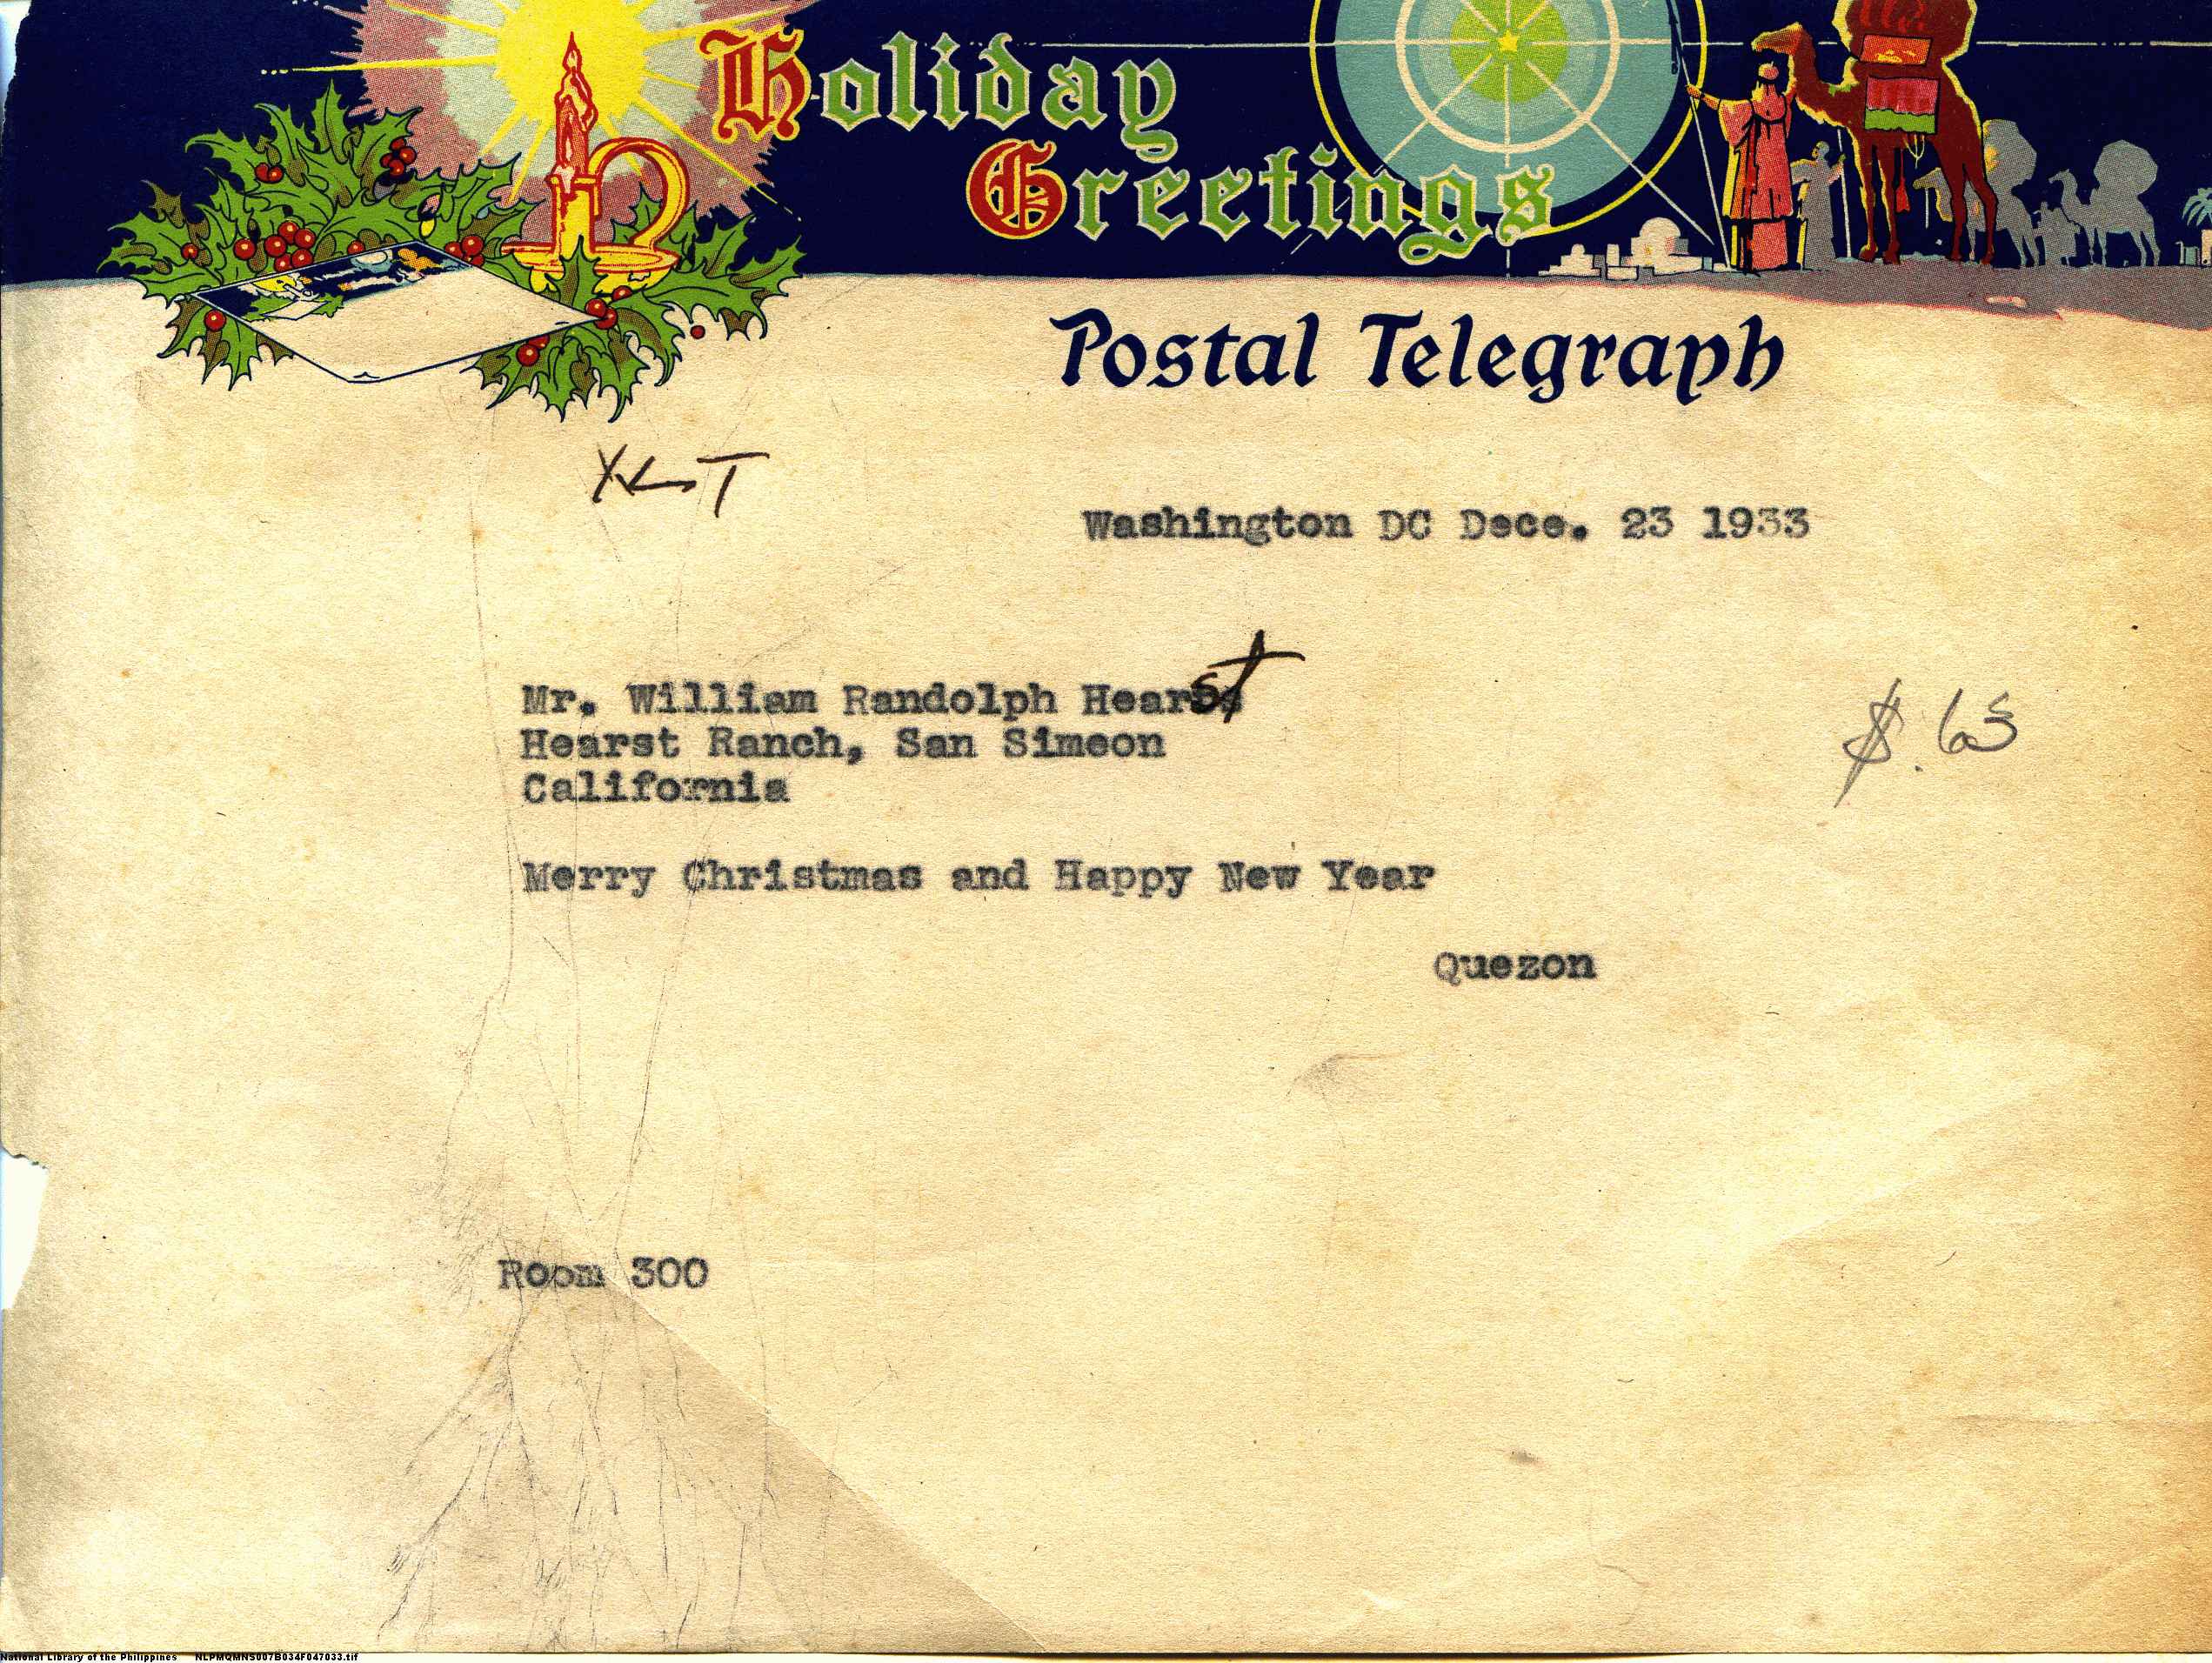 Holiday
Greetings
Postal Telegraph
XLT
Washington DC Dece. 23 1933
Mr. William Randolph Hearst
Hearst Ranch, San Simeon
California
$.65
Merry Christmas and Happy New Year
Quezon
Room 300
National Library of the Philippines NLPMQMNS007B034F047033.tif